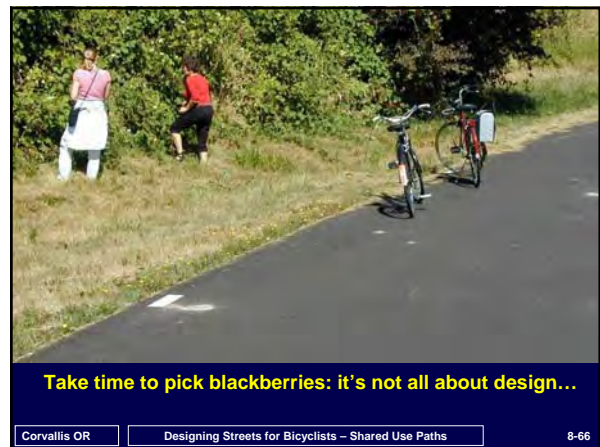 Take time to pick blackberries: it’s not all about design…
Corvallis OR
Designing Streets for Bicyclists – Shared Use Paths
8-66